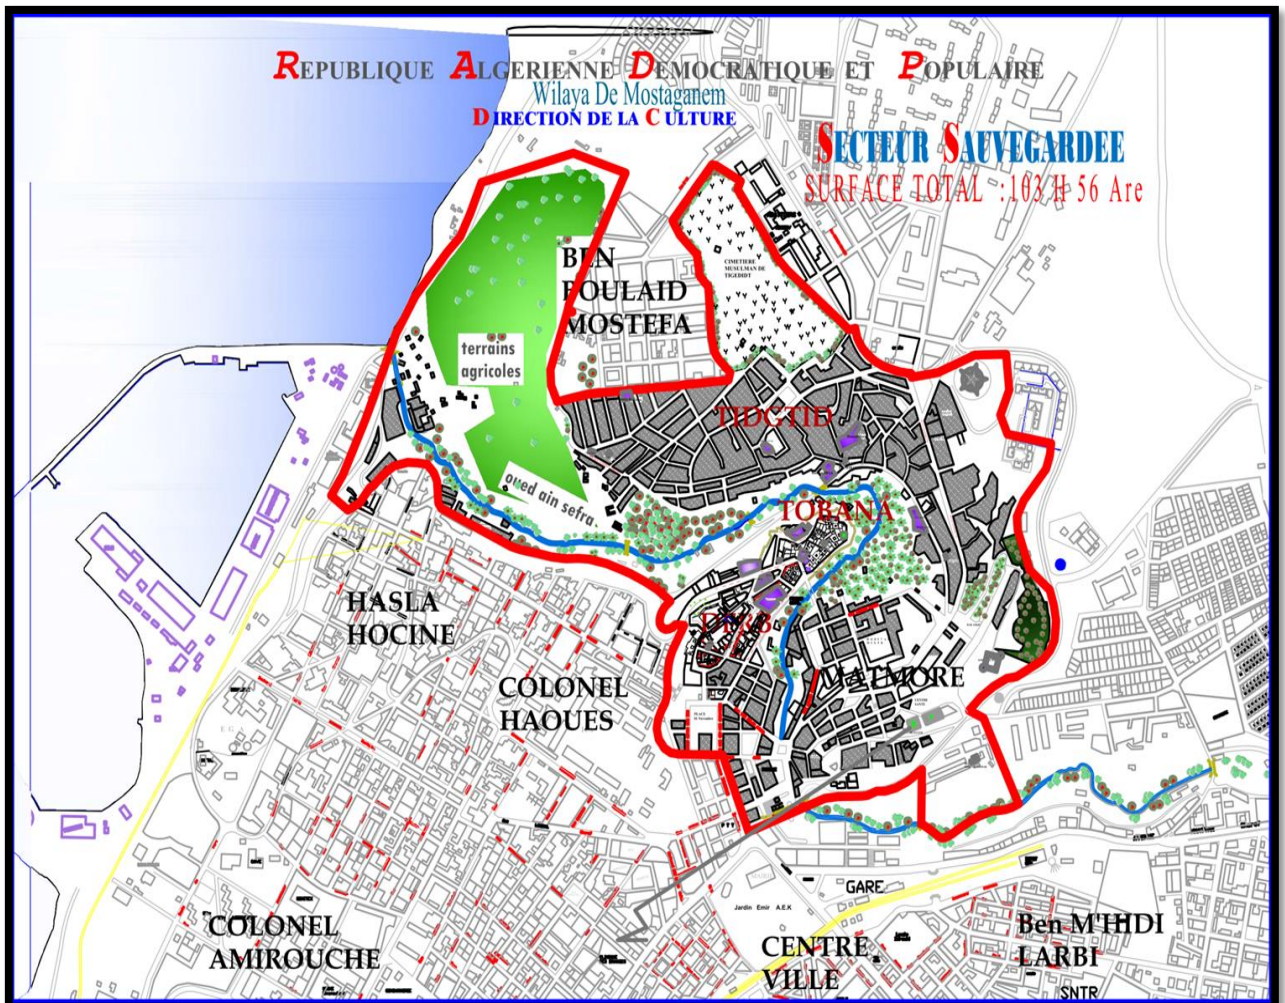 REPUBLIQUE ALGERIENNE DEMOCRATIQUE ET POPULAIRE
Wilaya De Mostaganem
DIRECTION DE LA CULTURE
SECTEUR SAUVEGARDEE
SURFACE TOTAL :103 H 56 Are
BEN
BOULAID
MOSTEFA
CIMETIERE
MUSULMAN DE
TIGEDIDT
terrains
agricoles
TIDGTID
oued ain sefra
TOBANA
HASLA
HOCINE
DERB
COLONEL
HAOUES
MATMORE
PTT
GARE
Jardin Emir A.E.K
COLONEL
AMIROUCHE
CENTRE
VILLE
Ben M'HIDI
LARBI
SNTR